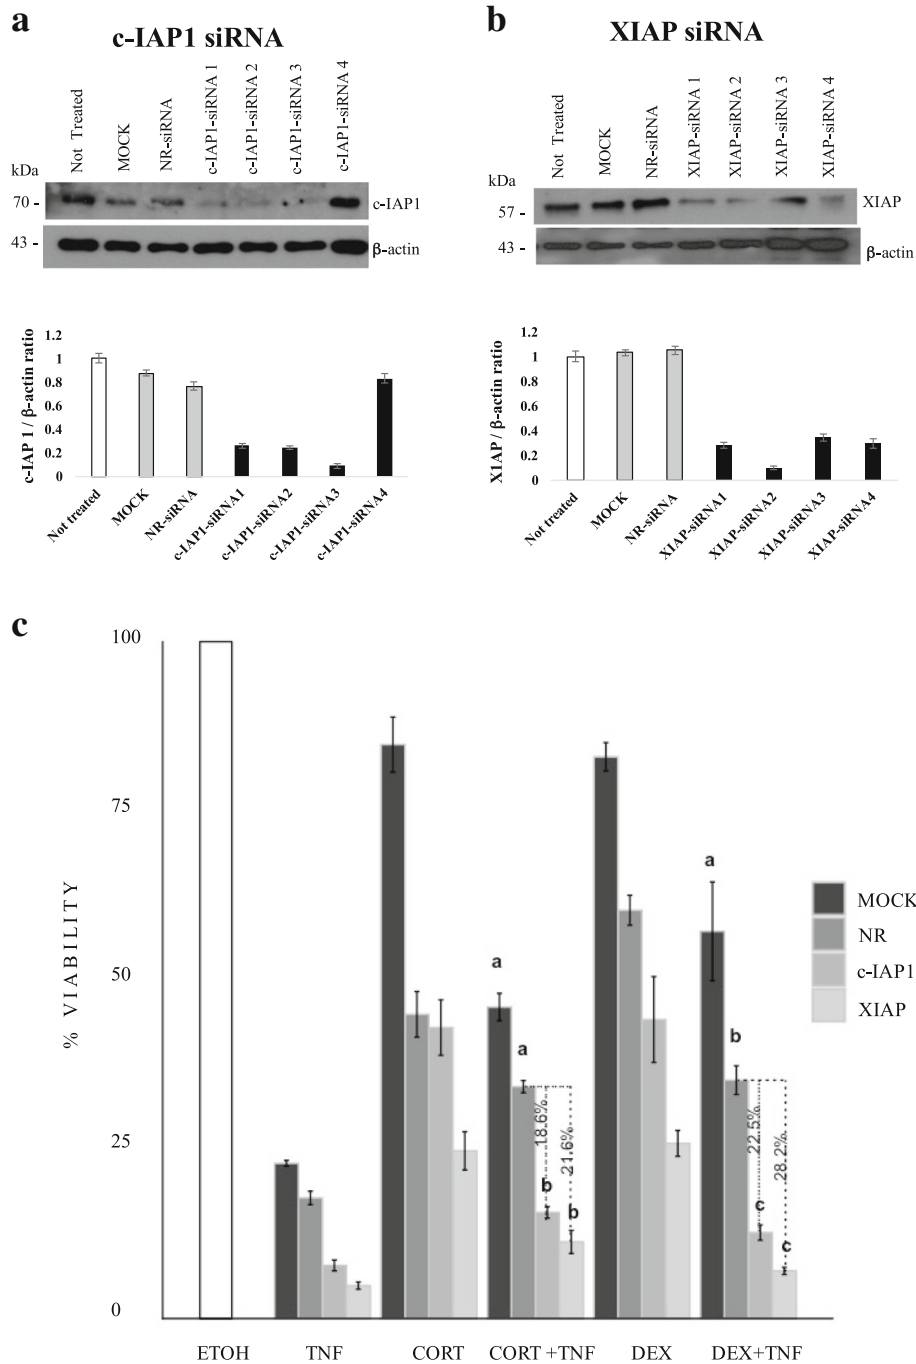 a
c-IAP1 siRNA
Not Treated
MOCK
NR-siRNA
c-IAP1-siRNA 1
c-IAP1-siRNA 2
c-IAP1-siRNA 3
c-IAP1-siRNA 4
kDa
70 -
c-IAP1
43 -
β-actin
c-IAP 1 / β-actin ratio
1.2
1
0.8
0.6
0.4
0.2
0
Not treated
MOCK
NR-siRNA
c-IAP1-siRNA1
c-IAP1-siRNA2
c-IAP1-siRNA3
c-IAP1-siRNA4
b
XIAP siRNA
Not Treated
MOCK
NR-siRNA
XIAP-siRNA 1
XIAP-siRNA 2
XIAP-siRNA 3
XIAP-siRNA 4
kDa
57 -
XIAP
43 -
β-actin
X1AP / β-actin ratio
1.2
1
0.8
0.6
0.4
0.2
0
Not treated
MOCK
NR-siRNA
XIAP-siRNA1
XIAP-siRNA2
XIAP-siRNA3
XIAP-siRNA4
c
% VIABILITY
100
75
50
25
0
a
a
18.6%
21.6%
b
b
a
b
22.5%
28.2%
c
c
MOCK
NR
c-IAP1
XIAP
ETOH
TNF
CORT
CORT +TNF
DEX
DEX+TNF